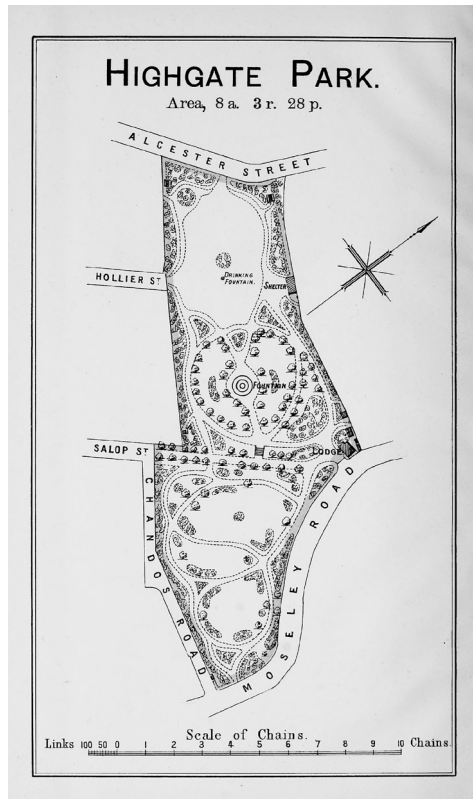 HIGHGATE PARK.
Area, 8 a. 3 r. 28 p.
ALCESTER STREET
HOLLIER ST
DRINKING
FOUNTAIN.
SHELTER
FOUNTAIN
SALOP ST
LODGE
CHANDOS ROAD
MOSELEY ROAD
Scale of Chains.
Links 100 50 0 1 2 3 4 5 6 7 8 9 10 Chains.